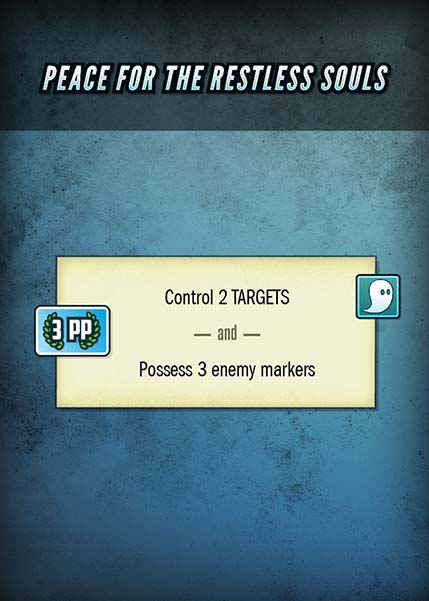 PEACE FOR THE RESTLESS SOULS
Control 2 TARGETS
— and —
3 PP
Possess 3 enemy markers